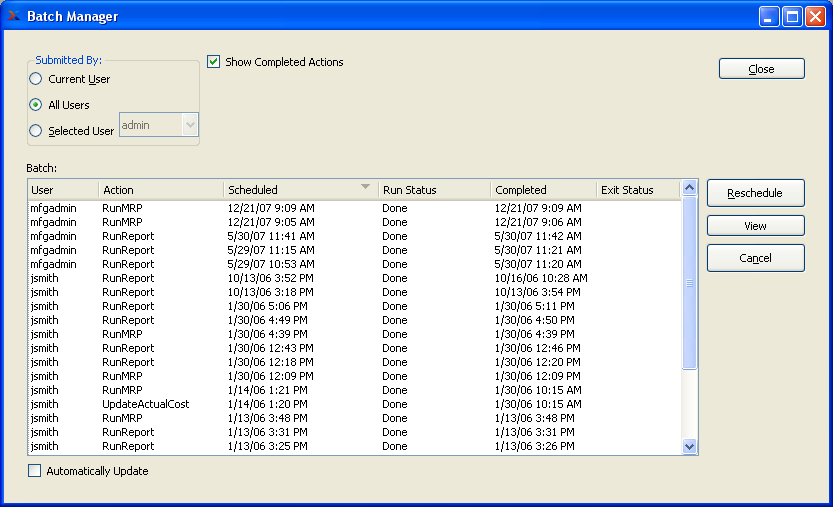 Batch Manager
Submitted By:
Current User
All Users
Selected User admin
Show Completed Actions
Close
Batch:
User Action Scheduled Run Status Completed Exit Status
mfgadmin RunMRP 12/21/07 9:09 AM Done 12/21/07 9:09 AM
mfgadmin RunMRP 12/21/07 9:05 AM Done 12/21/07 9:06 AM
mfgadmin RunReport 5/30/07 11:41 AM Done 5/30/07 11:42 AM
mfgadmin RunReport 5/29/07 11:15 AM Done 5/30/07 11:21 AM
mfgadmin RunReport 5/29/07 10:53 AM Done 5/30/07 11:20 AM
jsmith RunReport 10/13/06 3:52 PM Done 10/16/06 10:28 AM
jsmith RunReport 10/13/06 3:18 PM Done 10/13/06 3:54 PM
jsmith RunReport 1/30/06 5:06 PM Done 1/30/06 5:11 PM
jsmith RunReport 1/30/06 4:49 PM Done 1/30/06 4:50 PM
jsmith RunMRP 1/30/06 4:39 PM Done 1/30/06 4:39 PM
jsmith RunReport 1/30/06 12:43 PM Done 1/30/06 12:46 PM
jsmith RunReport 1/30/06 12:18 PM Done 1/30/06 12:20 PM
jsmith RunMRP 1/30/06 12:09 PM Done 1/30/06 12:09 PM
jsmith RunMRP 1/14/06 1:21 PM Done 1/30/06 10:15 AM
jsmith UpdateActualCost 1/14/06 1:20 PM Done 1/30/06 10:15 AM
jsmith RunMRP 1/13/06 3:48 PM Done 1/13/06 3:48 PM
jsmith RunReport 1/13/06 3:31 PM Done 1/13/06 3:31 PM
jsmith RunReport 1/13/06 3:25 PM Done 1/13/06 3:26 PM
Reschedule
View
Cancel
Automatically Update